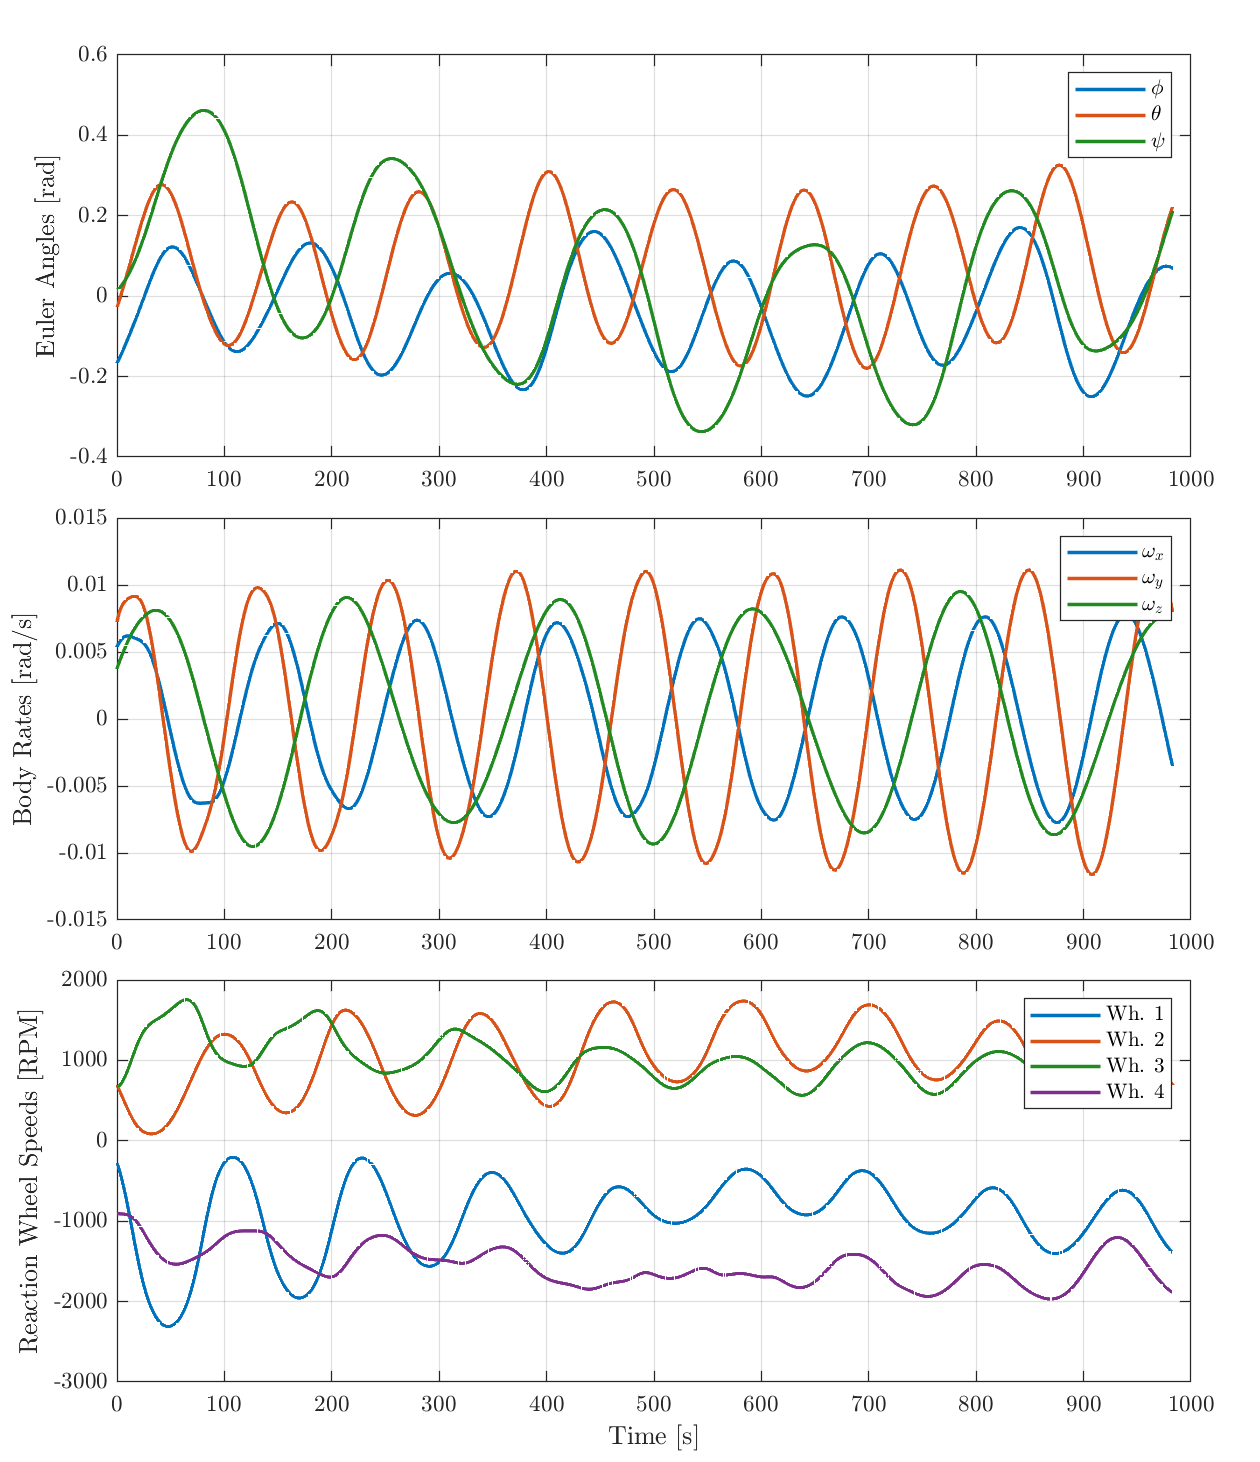 0.6
0.4
0.2
0
-0.2
-0.4
Euler Angles [rad]
0 100 200 300 400 500 600 700 800 900 1000
ϕ
θ
ψ
0.015
0.01
0.005
0
-0.005
-0.01
-0.015
Body Rates [rad/s]
0 100 200 300 400 500 600 700 800 900 1000
ωx
ωy
ωz
2000
1000
0
-1000
-2000
-3000
Reaction Wheel Speeds [RPM]
0 100 200 300 400 500 600 700 800 900 1000
Wh. 1
Wh. 2
Wh. 3
Wh. 4
Time [s]